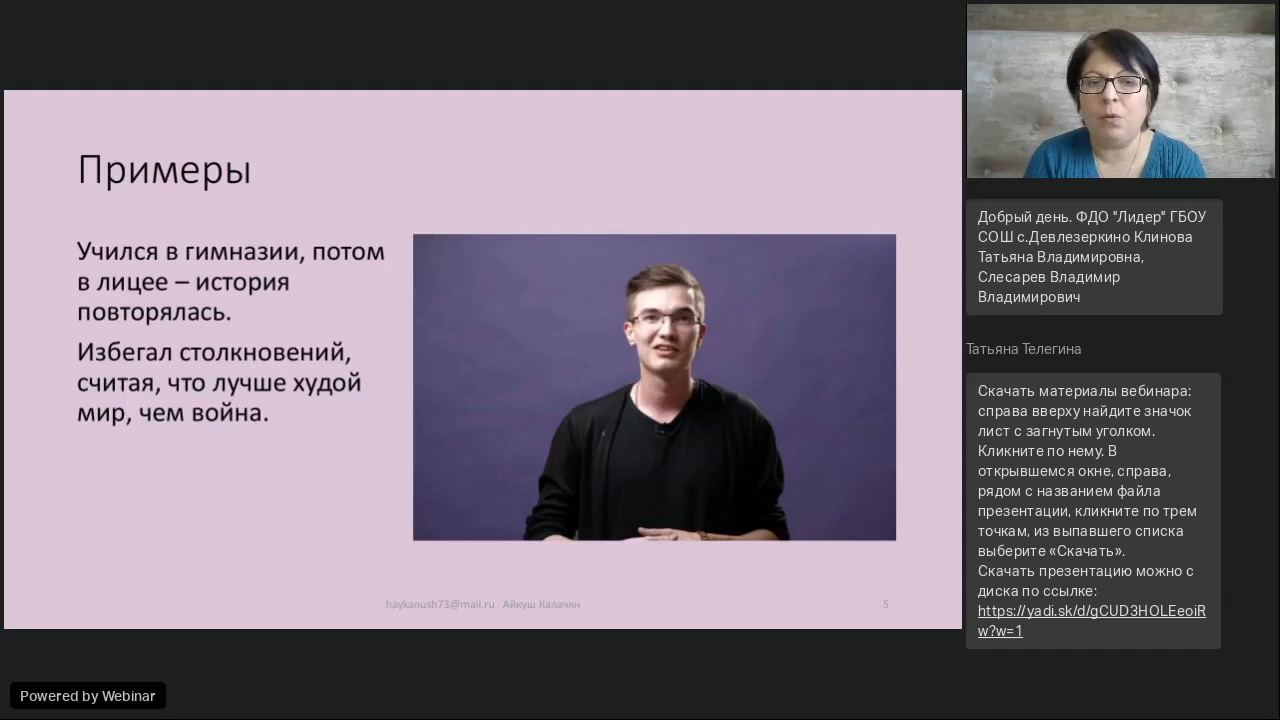 Примеры
Учился в гимназии, потом
в лицее – история
повторялась.
Избегал столкновений,
считая, что лучше худой
мир, чем война.
haykanush73@mail.ru Айкуш Калачян
5
Добрый день. ФДО "Лидер" ГБОУ
СОШ с.Девлезеркино Клинова
Татьяна Владимировна,
Слесарев Владимир
Владимирович
Татьяна Телегина
Скачать материалы вебинара:
справа вверху найдите значок
лист с загнутым уголком.
Кликните по нему. В
открывшемся окне, справа,
рядом с названием файла
презентации, кликните по трем
точкам, из выпавшего списка
выберите «Скачать».
Скачать презентацию можно с
диска по ссылке:
https://yadi.sk/d/gCUD3HOLEeoiR
w?w=1
Powered by Webinar